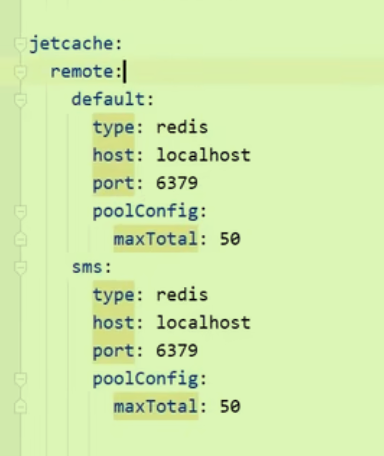 jetcache:
  remote:
    default:
      type: redis
      host: localhost
      port: 6379
      poolConfig:
        maxTotal: 50
    sms:
      type: redis
      host: localhost
      port: 6379
      poolConfig:
        maxTotal: 50